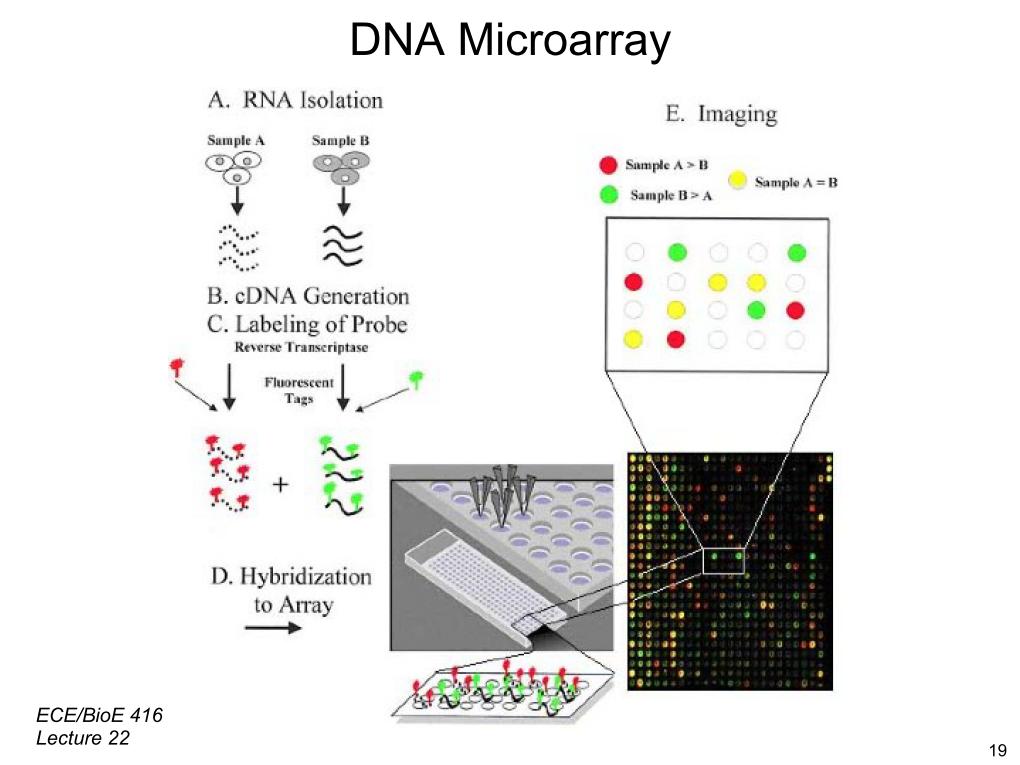 DNA Microarray
A. RNA Isolation
Sample A
Sample B
B. cDNA Generation
C. Labeling of Probe
Reverse Transcriptase
Fluorescent
Tags
+
D. Hybridization
to Array
E. Imaging
Sample A > B
Sample A = B
Sample B > A
ECE/BioE 416
Lecture 22
19